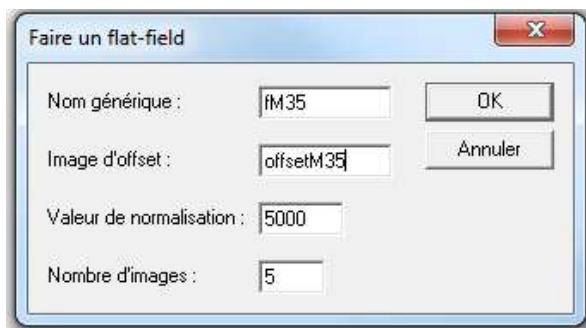 Faire un flat-field
Nom générique : fM35
OK
Image d'offset : offsetM35
Annuler
Valeur de normalisation : 5000
Nombre d'images : 5